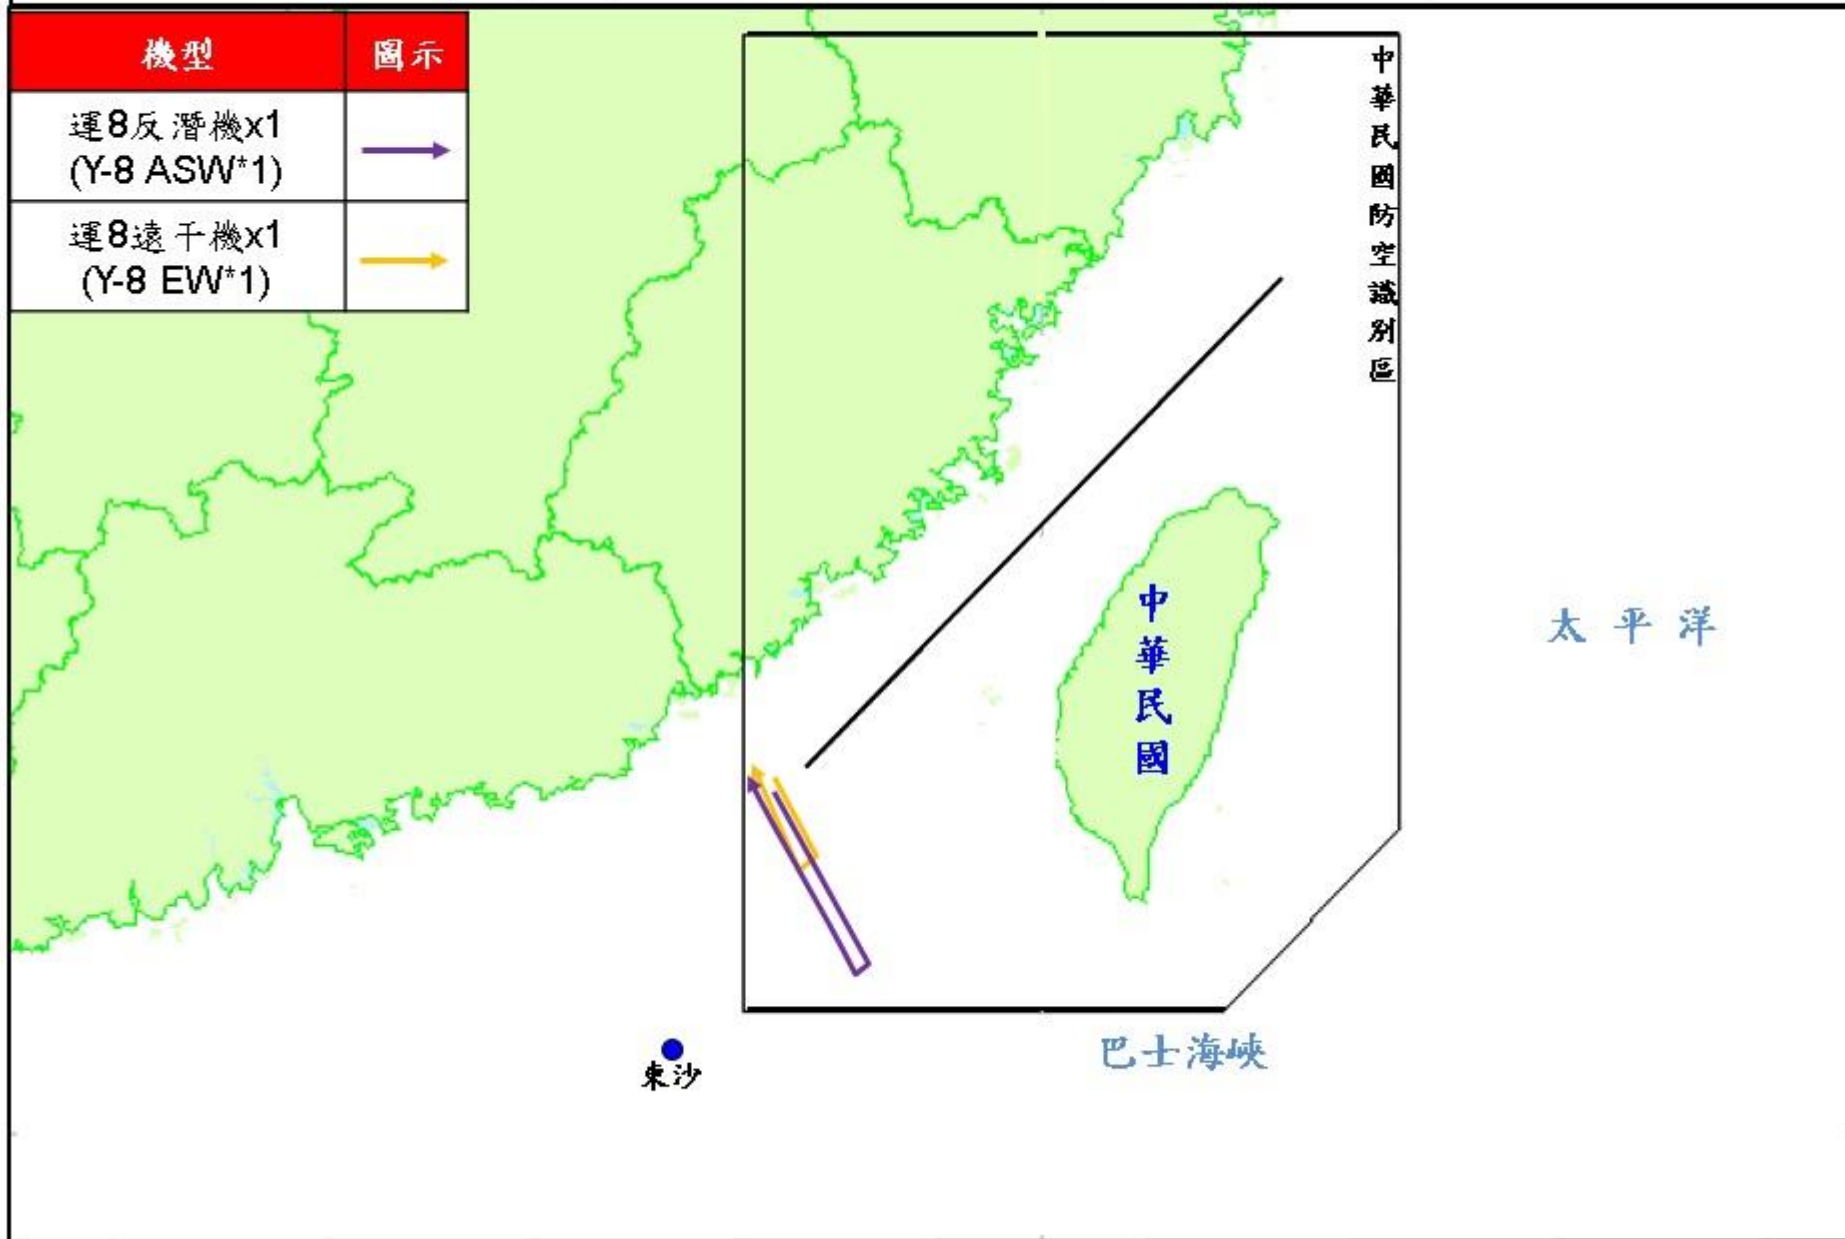 機型 圖示
運8反潛機x1
(Y-8 ASW*1)
運8遠干機x1
(Y-8 EW*1)
中華民國防空識別區
中華民國
太平洋
巴士海峽
東沙